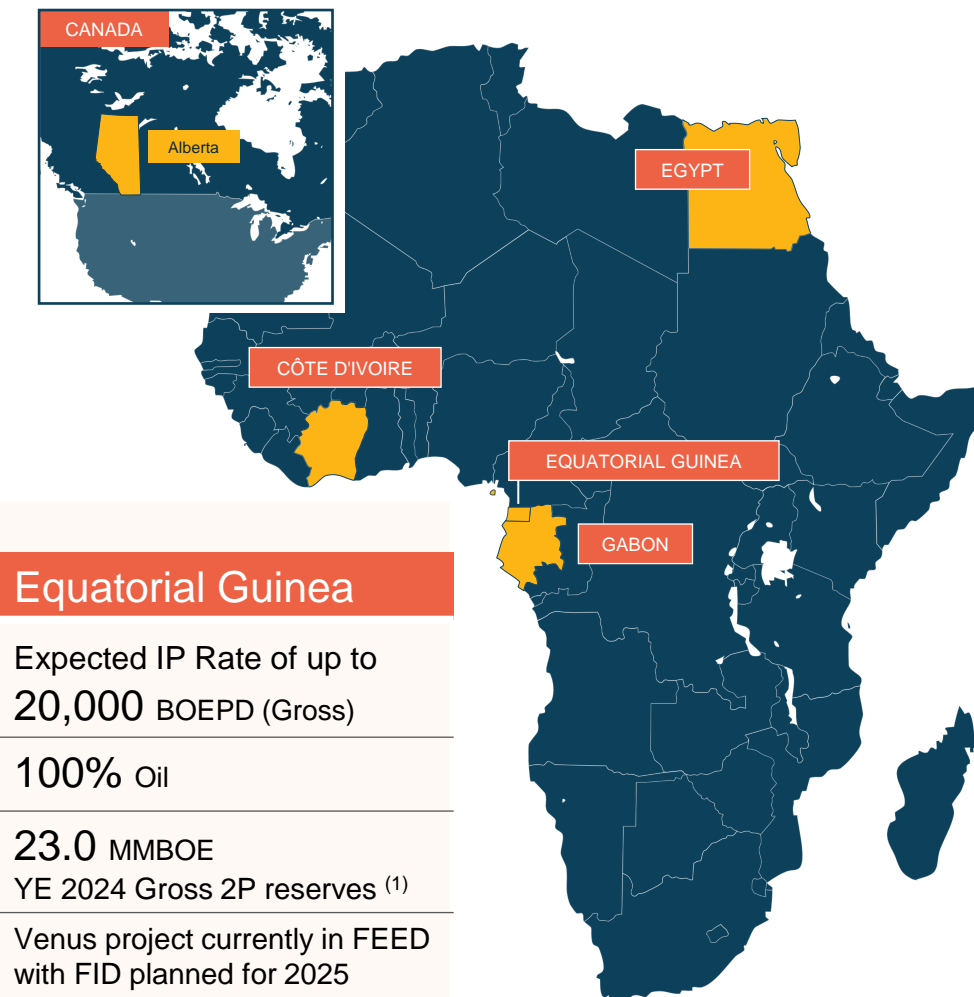 CANADA
Alberta
EGYPT
CÔTE D'IVOIRE
EQUATORIAL GUINEA
GABON
Equatorial Guinea
Expected IP Rate of up to
20,000 BOEPD (Gross)
100% Oil
23.0 MMBOE
YE 2024 Gross 2P reserves (1)
Venus project currently in FEED
with FID planned for 2025